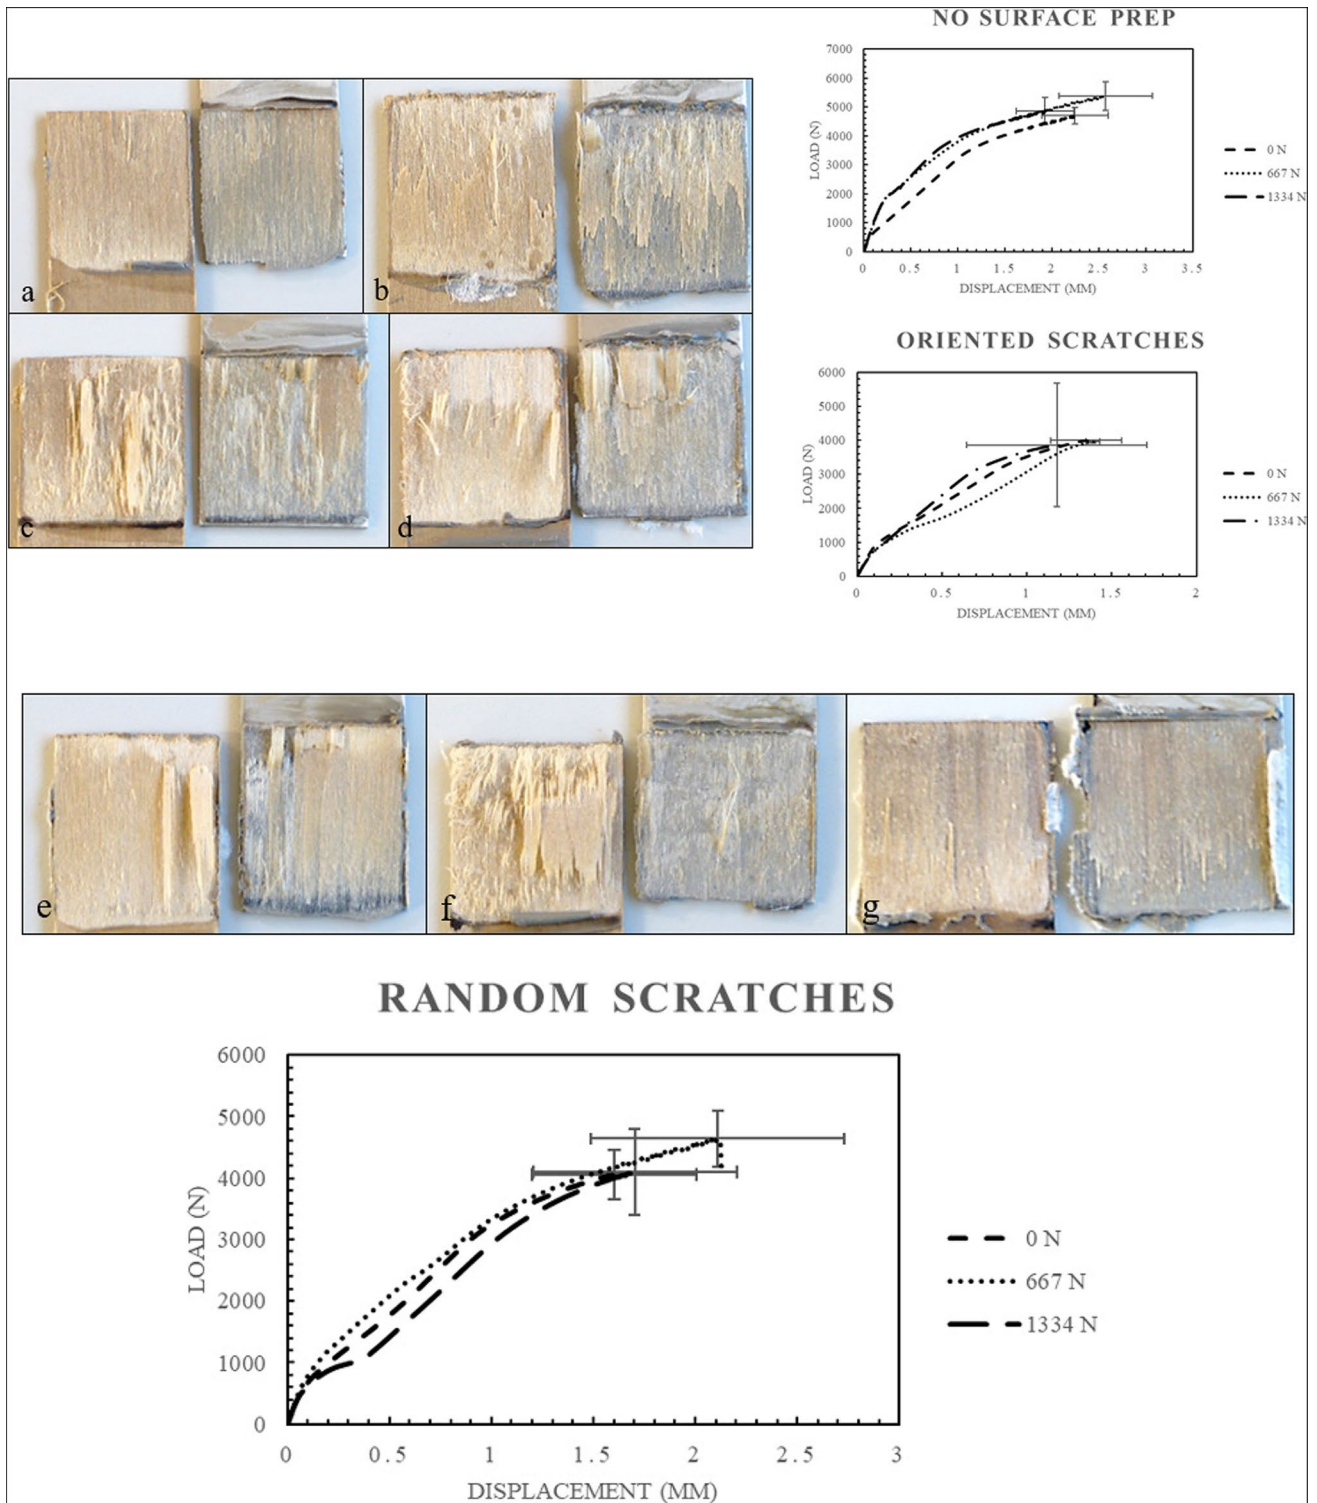 NO SURFACE PREP
7000
6000
5000
4000
3000
2000
1000
0
LOAD (N)
0 0.5 1 1.5 2 2.5 3 3.5
DISPLACEMENT (MM)
0 N
667 N
1334 N
a
b
c
d
ORIENTED SCRATCHES
6000
5000
4000
3000
2000
1000
0
LOAD (N)
0 0.5 1 1.5 2
DISPLACEMENT (MM)
0 N
667 N
1334 N
e
f
g
RANDOM SCRATCHES
6000
5000
4000
3000
2000
1000
0
LOAD (N)
0 0.5 1 1.5 2 2.5 3
DISPLACEMENT (MM)
0 N
667 N
1334 N